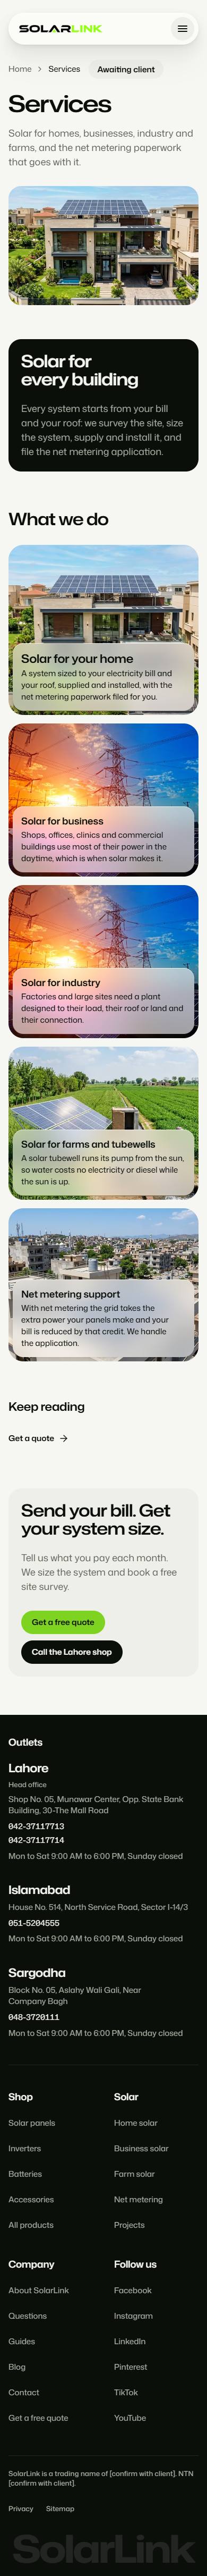 SOLARLINK
Home > Services Awaiting client
Services
Solar for homes, businesses, industry and
farms, and the net metering paperwork
that goes with it.
Solar for
every building
Every system starts from your bill
and your roof: we survey the site, size
the system, supply and install it, and
file the net metering application.
What we do
Solar for your home
A system sized to your electricity bill and
your roof, supplied and installed, with the
net metering paperwork filed for you.
Solar for business
Shops, offices, clinics and commercial
buildings use most of their power in the
daytime, which is when solar makes it.
Solar for industry
Factories and large sites need a plant
designed to their load, their roof or land and
their connection.
Solar for farms and tubewells
A solar tubewell runs its pump from the sun,
so water costs no electricity or diesel while
the sun is up.
Net metering support
With net metering the grid takes the
extra power your panels make and your
bill is reduced by that credit. We handle
the application.
Keep reading
Get a quote →
Send your bill. Get
your system size.
Tell us what you pay each month.
We size the system and book a free
site survey.
Get a free quote
Call the Lahore shop
Outlets
Lahore
Head office
Shop No. 05, Munawar Center, Opp. State Bank
Building, 30-The Mall Road
042-37117713
042-37117714
Mon to Sat 9:00 AM to 6:00 PM, Sunday closed
Islamabad
House No. 514, North Service Road, Sector I-14/3
051-5204555
Mon to Sat 9:00 AM to 6:00 PM, Sunday closed
Sargodha
Block No. 05, Aslahy Wali Gali, Near
Company Bagh
048-3720111
Mon to Sat 9:00 AM to 6:00 PM, Sunday closed
Shop
Solar panels
Inverters
Batteries
Accessories
All products
Solar
Home solar
Business solar
Farm solar
Net metering
Projects
Company
About SolarLink
Questions
Guides
Blog
Contact
Get a free quote
Follow us
Facebook
Instagram
LinkedIn
Pinterest
TikTok
YouTube
SolarLink is a trading name of [confirm with client]. NTN
[confirm with client].
Privacy Sitemap
SolarLink